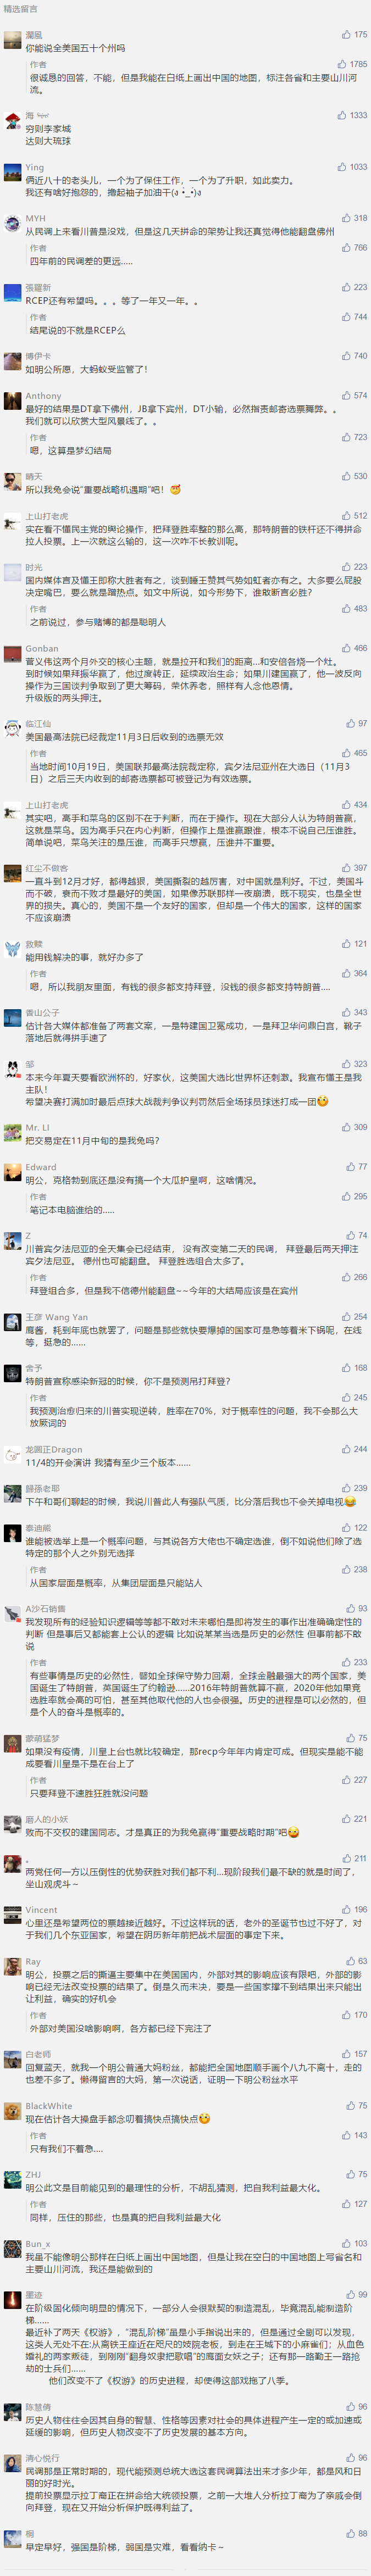 精选留言
瀾風 175
你能说全美国五十个州吗
作者 1785
很诚恳的回答，不能，但是我能在白纸上画出中国的地图，标注各省和主要山川河
流。
海 1333
穷则李家城
达则大琉球
Ying 1033
俩近八十的老头儿，一个为了保住工作，一个为了升职，如此卖力。
我还有啥好抱怨的，撸起袖子加油干(ง •̀_•́)ง
MYH 318
从民调上来看川普是没戏，但是这几天拼命的架势让我还真觉得他能翻盘佛州
作者 766
四年前的民调差的更远.....
張羅新 223
RCEP还有希望吗。。。等了一年又一年。。
作者 744
结尾说的不就是RCEP么
博伊卡 740
如明公所愿，大蚂蚁受监管了！
Anthony 574
最好的结果是DT拿下佛州，JB拿下宾州，DT小输，必然指责邮寄选票舞弊。。
我们就可以欣赏大型风景线了。。
作者 723
嗯，这算是梦幻结局
晴天 530
所以我兔会说“重要战略机遇期”吧！
上山打老虎 512
实在看不懂民主党的舆论操作，把拜登胜率整的那么高，那特朗普的铁杆还不得拼命
拉人投票。上一次就这么输的，这一次咋不长教训呢。
时光 223
国内媒体言及懂王即称大胜者有之，谈到睡王赞其气势如虹者亦有之。大多要么屁股
决定嘴巴，要么就是蹭热点。如文中所说，如今形势下，谁敢断言必胜？
作者 483
之前说过，参与赌博的都是聪明人
Gonban 466
菅义伟这两个月外交的核心主题，就是拉开和我们的距离...和安倍各烧一个灶。
到时候如果拜振华赢了，他过度转正，延续政治生命；如果川建国赢了，他一波反向
操作为三国谈判争取到了更大筹码，荣休养老，照样有人念他恩情。
升级版的两头押注。
临江仙 97
美国最高法院已经裁定11月3日后收到的选票无效
作者 465
当地时间10月19日，美国联邦最高法院裁定称，宾夕法尼亚州在大选日（11月3
日）之后三天内收到的邮寄选票都可被登记为有效选票。
上山打老虎 434
其实吧，高手和菜鸟的区别不在于判断，而在于操作。现在大部分人认为特朗普赢，
这就是菜鸟。因为高手只在内心判断，但操作上是谁赢跟谁，根本不说自己压谁胜。
简单说吧，菜鸟关注的是压谁，而高手只想赢，压谁并不重要。
红尘不做客 397
一直斗到12月才好，都得越狠，美国撕裂的越厉害，对中国就是利好。不过，美国斗
而不破，衰而不败才是最好的美国，如果像苏联那样一夜崩溃，既不现实，也是全世
界的损失。真心的，美国不是一个友好的国家，但却是一个伟大的国家，这样的国家
不应该崩溃
救赎 121
能用钱解决的事，就好办多了
作者 364
嗯，所以我朋友里面，有钱的很多都支持拜登，没钱的很多都支持特朗普....
香山公子 343
估计各大媒体都准备了两套文案，一是特建国卫冕成功，一是拜卫华问鼎白宫，靴子
落地后就得拼手速了
邹 323
本来今年夏天要看欧洲杯的，好家伙，这美国大选比世界杯还刺激。我宣布懂王是我
主队！
希望决赛打满加时最后点球大战裁判争议判罚然后全场球员球迷打成一团
Mr. LI 309
把交易定在11月中旬的是我兔吗？
Edward 77
明公，克格勃到底还是没有搞一个大瓜护皇啊，这啥情况。
作者 295
笔记本电脑谁给的.....
Z 74
川普宾夕法尼亚的全天集会已经结束， 没有改变第二天的民调， 拜登最后两天押注
宾夕法尼亚。 德州也可能翻盘。 拜登胜选组合太多了。
作者 266
拜登组合多，但是我不信德州能翻盘~~今年的大结局应该是在宾州
王彦 Wang Yan 254
鹰酱，耗到年底也就罢了，问题是那些就快要爆掉的国家可是急等着米下锅呢，在线
等，挺急的......
舍予 168
特朗普宣称感染新冠的时候，你不是预测吊打拜登？
作者 245
我预测治愈归来的川普实现逆转，胜率在70%，对于概率性的问题，我不会那么大
放厥词的
龙圆正Dragon 244
11/4的开会演讲 我猜有至少三个版本......
赑孫老耶 239
下午和哥们聊起的时候，我说川普此人有强队气质，比分落后我也不会关掉电视
泰迪熊 122
谁能被选举上是一个概率问题，与其说各方大佬也不确定选谁，倒不如说他们除了选
特定的那个人之外别无选择
作者 238
从国家层面是概率，从集团层面是只能站人
A沙石销售 93
我发现所有的经验知识逻辑等等都不敢对未来哪怕是即将发生的事作出准确确定性的
判断 但是事后又都能套上公认的逻辑 比如说某某当选是历史的必然性 但事前都不敢
说
作者 233
有些事情是历史的必然性，譬如全球保守势力回潮，全球金融最强大的两个国家，美
国诞生了特朗普，英国诞生了约翰逊......2016年特朗普就算不赢，2020年他如果竞
选胜率就会高的可怕，甚至其他取代他的人也会很强。历史的进程是可以必然的，但
是个人的奋斗是概率的。
歌萌猛梦 75
如果没有疫情，川皇上台也就比较确定，那recp今年年内肯定可成。但现实是能不能
成要看川皇是不是在台上了
作者 227
只要拜登不速胜狂胜就没问题
磨人的小妖 221
败而不交权的建国同志。才是真正的为我兔赢得“重要战略时期”吧
。 211
两党任何一方以压倒性的优势获胜对我们都不利...现阶段我们最不缺的就是时间了，
坐山观虎斗～
Vincent 196
心里还是希望两位的票越接近越好。不过这样玩的话，老外的圣诞节也过不好了，对
于我们几个东亚国家，希望在阴历新年前把战术层面的事定下来。
Ray 63
明公，投票之后的撕逼主要集中在美国国内，外部对其的影响应该有限吧，外部的影
响已经无法改变投票的结果了。倒是久而未决，要是一些国家撑不到结果出来只能出
让利益，确实的好机会
作者 170
外部对美国没啥影响啊，各方都已经下完注了
白老师 157
回复蓝天，就我一个明公普通大妈粉丝，都能把全国地图顺手画个八九不离十，走的
也差不多了。懒得留言的大妈，第一次说话，证明一下明公粉丝水平
BlackWhite 75
现在估计各大操盘手都念叨着搞快点搞快点
作者 143
只有我们不着急....
ZHJ 75
明公此文是目前能见到的最理性的分析，不胡乱猜测，把自我利益最大化。
作者 127
同样，压住的那些，也是真的把自我利益最大化
Bun_x 103
我虽不能像明公那样在白纸上画出中国地图，但是让我在空白的中国地图上写省名和
主要山川河流，我还是能做到的
墨迹 99
在阶级固化倾向明显的情况下，一部分人会很默契的制造混乱，毕竟混乱能制造阶
梯......
最近补了两天《权游》，“混乱阶梯”虽是小手指说出来的，但是通过全剧可以发现，
这类人无处不在:从离铁王座近在咫尺的妓院老板，到走在王城下的小麻雀们；从血色
婚礼的两家叛徒，到刚刚“翻身奴隶把歌唱”的鹰面女妖之子；还有那一路勤王一路抢
劫的士兵们......
他们改变不了《权游》的历史进程，却使得这部戏拖了八季。
陈慧倩 96
历史人物往往会因其自身的智慧、性格等因素对社会的具体进程产生一定的或加速或
延缓的影响，但历史人物改变不了历史发展的基本方向。
清心悦行 96
民调那是正常时期的，现代能预测总统大选这套民调算法出来才多少年，都是风和日
丽的好时光。
提前投票显示拉丁裔正在拼命给大统领投票，之前一大堆人分析拉丁裔为了亲戚会倒
向拜登，现在又开始分析保护既得利益了。
桐 88
早定早好，强国是阶梯，弱国是灾难，看看纳卡～